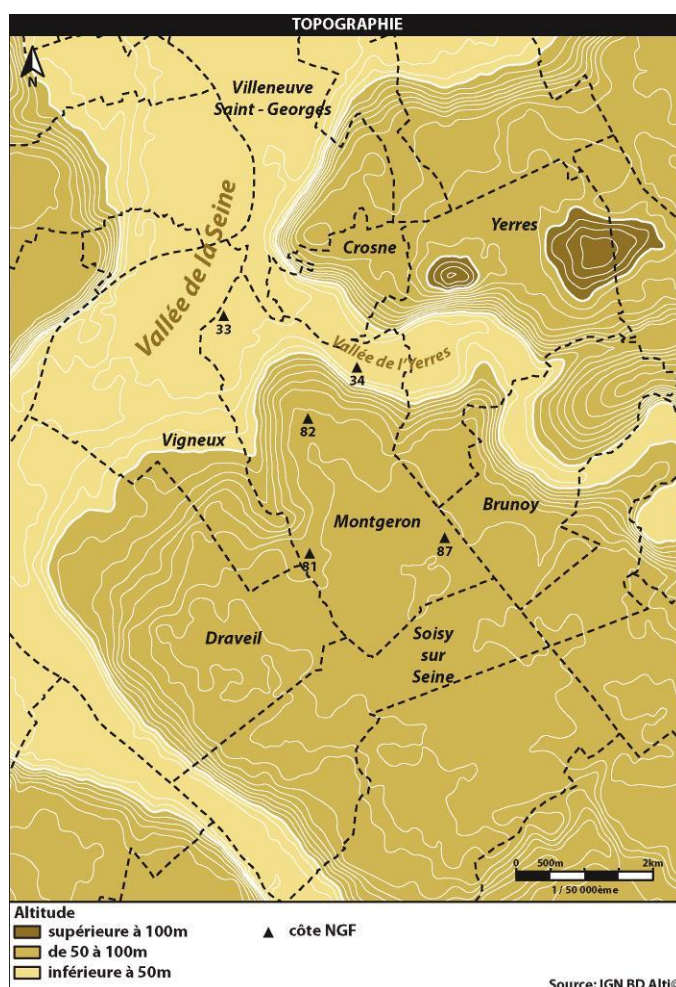 TOPOGRAPHIE
N
Villeneuve
Saint - Georges
Vallée de la Seine
Crosne
Yerres
33
Vallée de l'Yerres
34
82
Vigneux
Montgeron
Brunoy
87
81
Draveil
Soisy
sur
Seine
0 500m 2km
1 / 50 000ème
Altitude
supérieure à 100m
de 50 à 100m
inférieure à 50m
côte NGF
Source: IGN BD Alti©